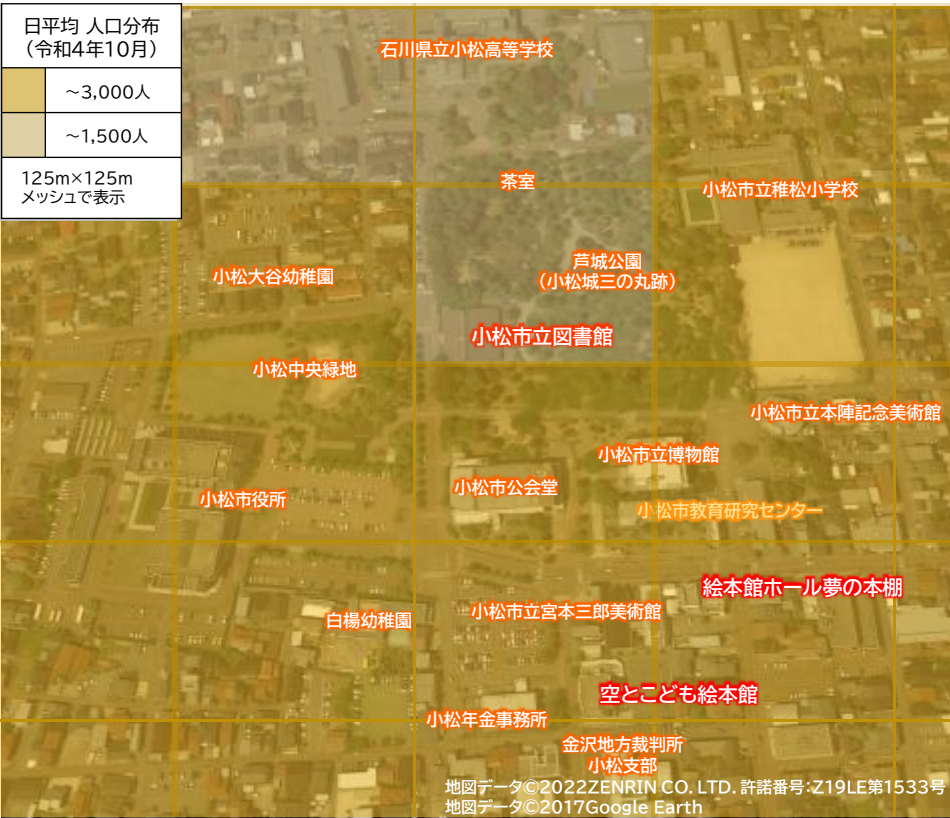 日平均 人口分布
（令和4年10月）
～3,000人
～1,500人
125m×125m
メッシュで表示
石川県立小松高等学校
茶室
小松市立稚松小学校
芦城公園
（小松城三の丸跡）
小松大谷幼稚園
小松市立図書館
小松中央緑地
小松市立本陣記念美術館
小松市立博物館
小松市公会堂
小松市役所
小松市教育研究センター
絵本館ホール夢の本棚
小松市立宮本三郎美術館
白楊幼稚園
空とこども絵本館
小松年金事務所
金沢地方裁判所
小松支部
地図データ©2022ZENRIN CO. LTD. 許諾番号：Z19LE第1533号
地図データ©2017Google Earth